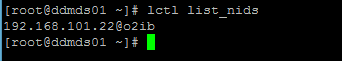 [root@ddmds01 ~]# lctl list_nids
192.168.101.22@o2ib
[root@ddmds01 ~]#